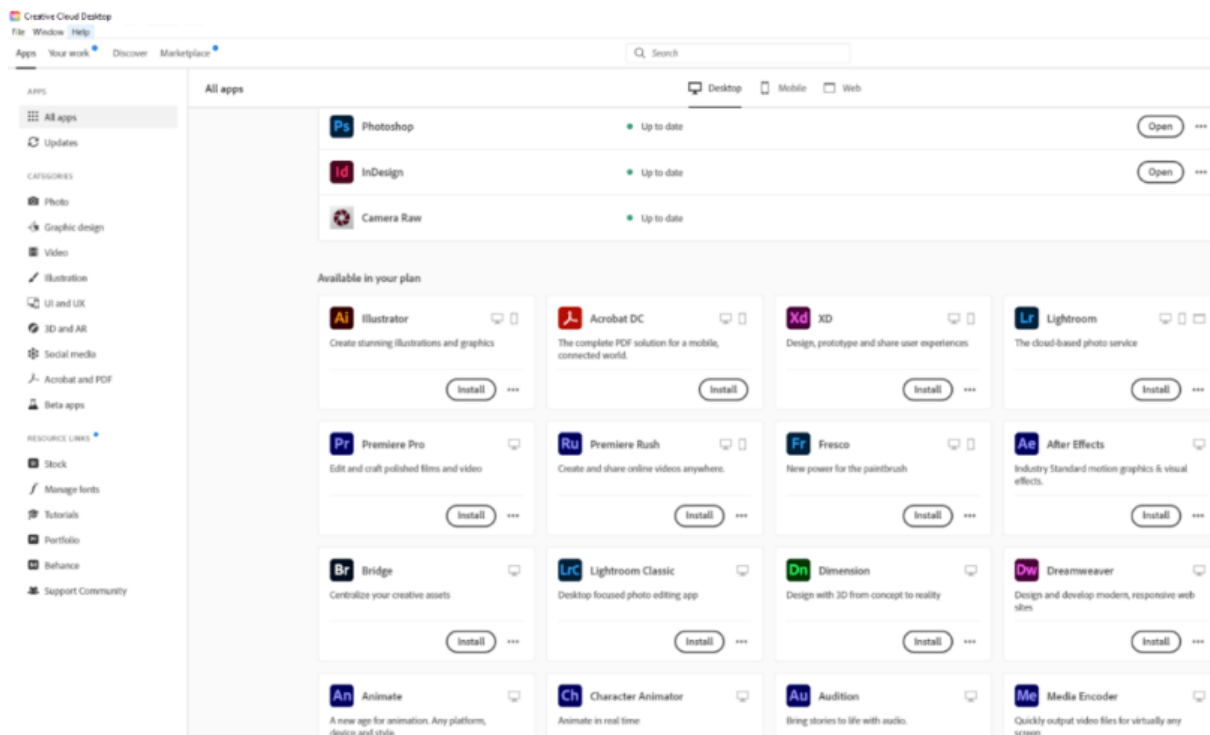 Creative Cloud Desktop
File Window Help
Apps Your work Discover Marketplace
Search
APPS
All apps
Updates
CATEGORIES
Photo
Graphic design
Video
Illustration
UI and UX
3D and AR
Social media
Acrobat and PDF
Beta apps
RESOURCE LINKS
Stock
Manage fonts
Tutorials
Portfolio
Behance
Support Community
All apps
Desktop Mobile Web
Ps Photoshop Up to date Open
Id InDesign Up to date Open
Camera Raw Up to date
Available in your plan
Ai Illustrator
Create stunning illustrations and graphics
Install
Acrobat DC
The complete PDF solution for a mobile,
connected world.
Install
Xd XD
Design, prototype and share user experiences
Install
Lr Lightroom
The cloud-based photo service
Install
Pr Premiere Pro
Edit and craft polished films and video
Install
Ru Premiere Rush
Create and share online videos anywhere.
Install
Fr Fresco
New power for the paintbrush
Install
Ae After Effects
Industry Standard motion graphics & visual
effects.
Install
Br Bridge
Centralize your creative assets
Install
LrC Lightroom Classic
Desktop focused photo editing app
Install
Dn Dimension
Design with 3D from concept to reality
Install
Dw Dreamweaver
Design and develop modern, responsive web
sites
Install
An Animate
A new age for animation. Any platform,
device and style.
Ch Character Animator
Animate in real time
Au Audition
Bring stories to life with audio.
Me Media Encoder
Quickly output video files for virtually any
screen